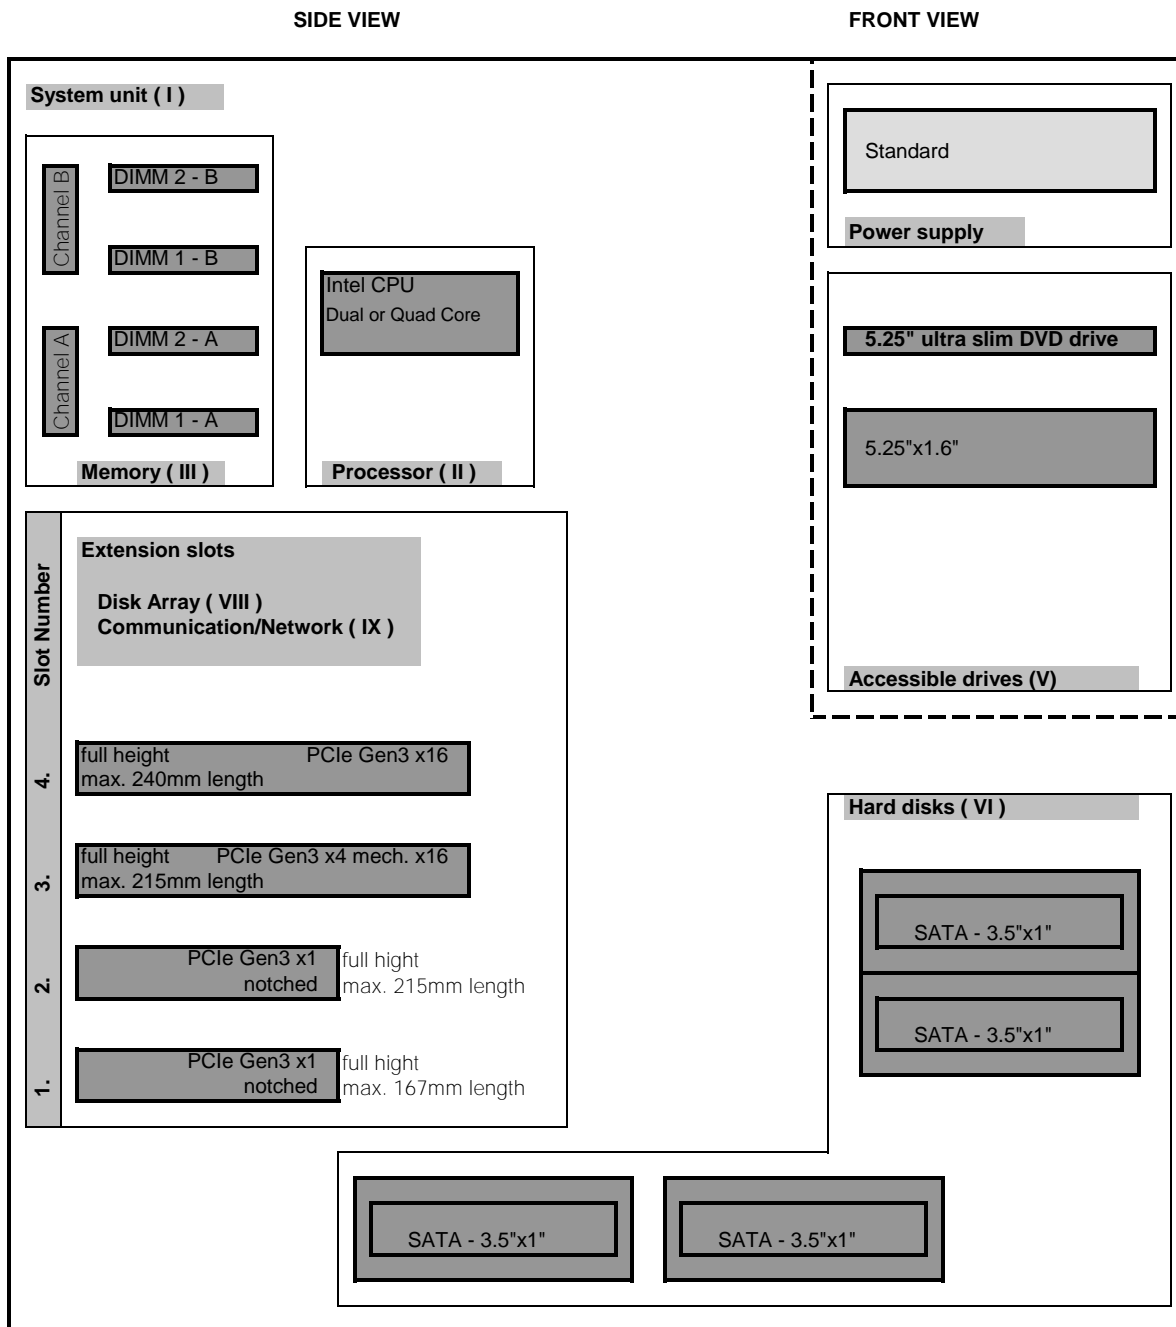 SIDE VIEW
FRONT VIEW
System unit ( I )
Channel B
DIMM 2 - B
DIMM 1 - B
Channel A
DIMM 2 - A
DIMM 1 - A
Memory ( III )
Intel CPU
Dual or Quad Core
Processor ( II )
Standard
Power supply
5.25" ultra slim DVD drive
5.25"x1.6"
Accessible drives (V)
Slot Number
Extension slots
Disk Array ( VIII )
Communication/Network ( IX )
4.
full height PCIe Gen3 x16
max. 240mm length
3.
full height PCIe Gen3 x4 mech. x16
max. 215mm length
2.
PCIe Gen3 x1
notched
full hight
max. 215mm length
1.
PCIe Gen3 x1
notched
full hight
max. 167mm length
Hard disks ( VI )
SATA - 3.5"x1"
SATA - 3.5"x1"
SATA - 3.5"x1"
SATA - 3.5"x1"